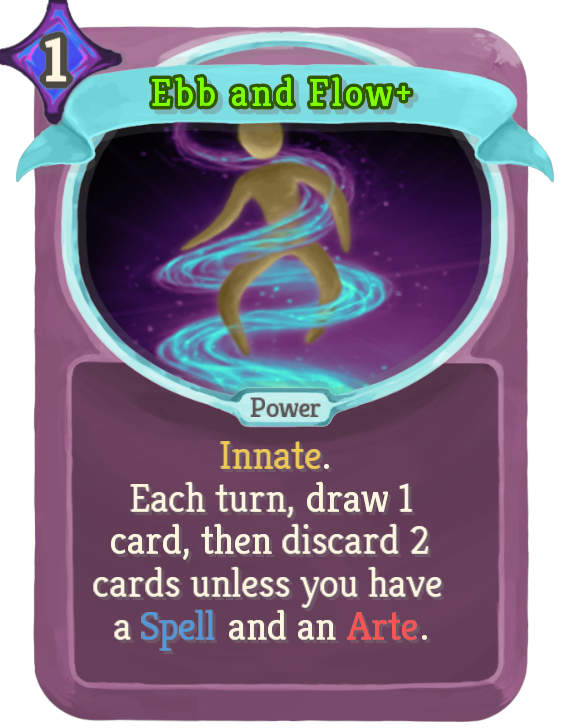 1
Ebb and Flow+
Power
Innate.
Each turn, draw 1
card, then discard 2
cards unless you have
a Spell and an Arte.